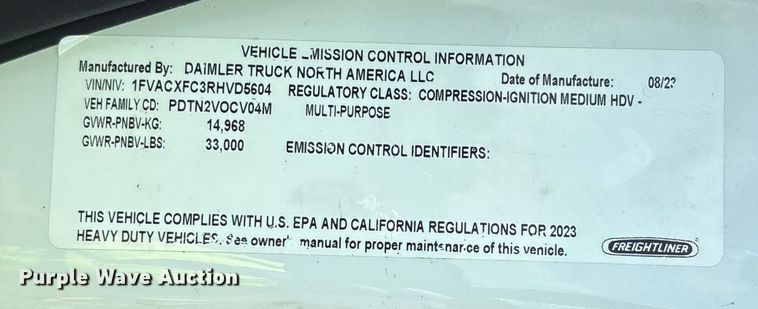 VEHICLE EMISSION CONTROL INFORMATION
Manufactured By: DAIMLER TRUCK NORTH AMERICA LLC Date of Manufacture: 08/23
VIN/NIV: 1FVACXFC3RHVD5604 REGULATORY CLASS: COMPRESSION-IGNITION MEDIUM HDV -
VEH FAMILY CD: PDTN2VOCV04M MULTI-PURPOSE
GVWR-PNBV-KG: 14,968
GVWR-PNBV-LBS: 33,000 EMISSION CONTROL IDENTIFIERS:
THIS VEHICLE COMPLIES WITH U.S. EPA AND CALIFORNIA REGULATIONS FOR 2023
HEAVY DUTY VEHICLES. See owner's manual for proper maintenance of this vehicle.
FREIGHTLINER
Purple Wave Auction